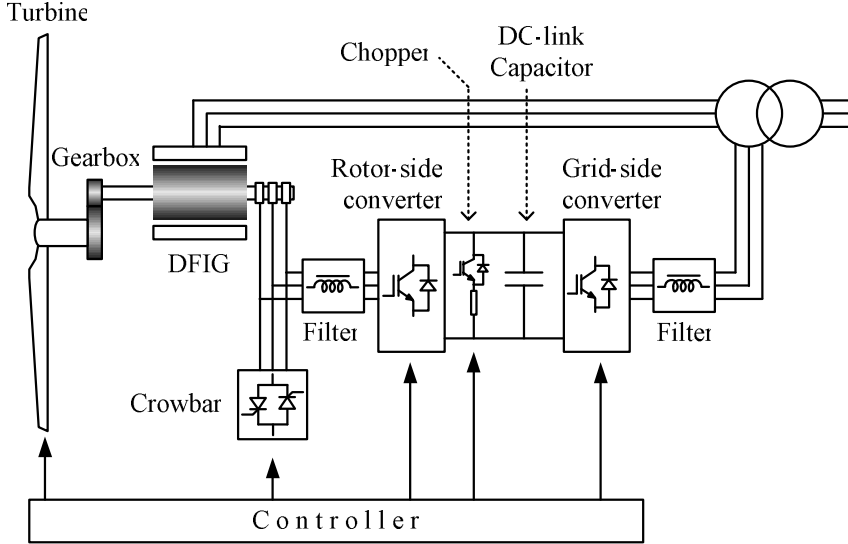 Turbine
Chopper
DC-link
Capacitor
Gearbox
Rotor-side
converter
Grid-side
converter
DFIG
Filter
Filter
Crowbar
Controller